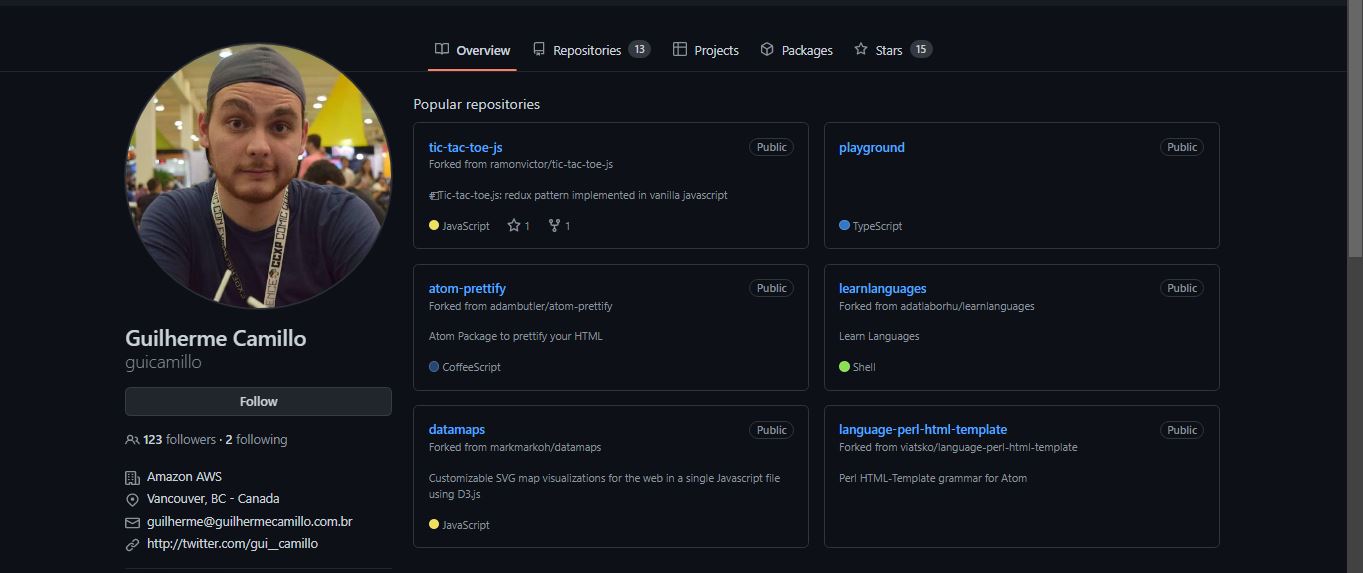 Overview
Repositories 13
Projects
Packages
Stars 15
Popular repositories
tic-tac-toe-js Public
Forked from ramonvictor/tic-tac-toe-js
Tic-tac-toe.js: redux pattern implemented in vanilla javascript
JavaScript 1 1
playground Public
TypeScript
atom-prettify Public
Forked from adambutler/atom-prettify
Atom Package to prettify your HTML
CoffeeScript
learnlanguages Public
Forked from adatlaborhu/learnlanguages
Learn Languages
Shell
datamaps Public
Forked from markmarkoh/datamaps
Customizable SVG map visualizations for the web in a single Javascript file
using D3.js
JavaScript
language-perl-html-template Public
Forked from viatsko/language-perl-html-template
Perl HTML-Template grammar for Atom
Guilherme Camillo
guicamillo
Follow
123 followers · 2 following
Amazon AWS
Vancouver, BC - Canada
guilherme@guilhermecamillo.com.br
http://twitter.com/gui__camillo